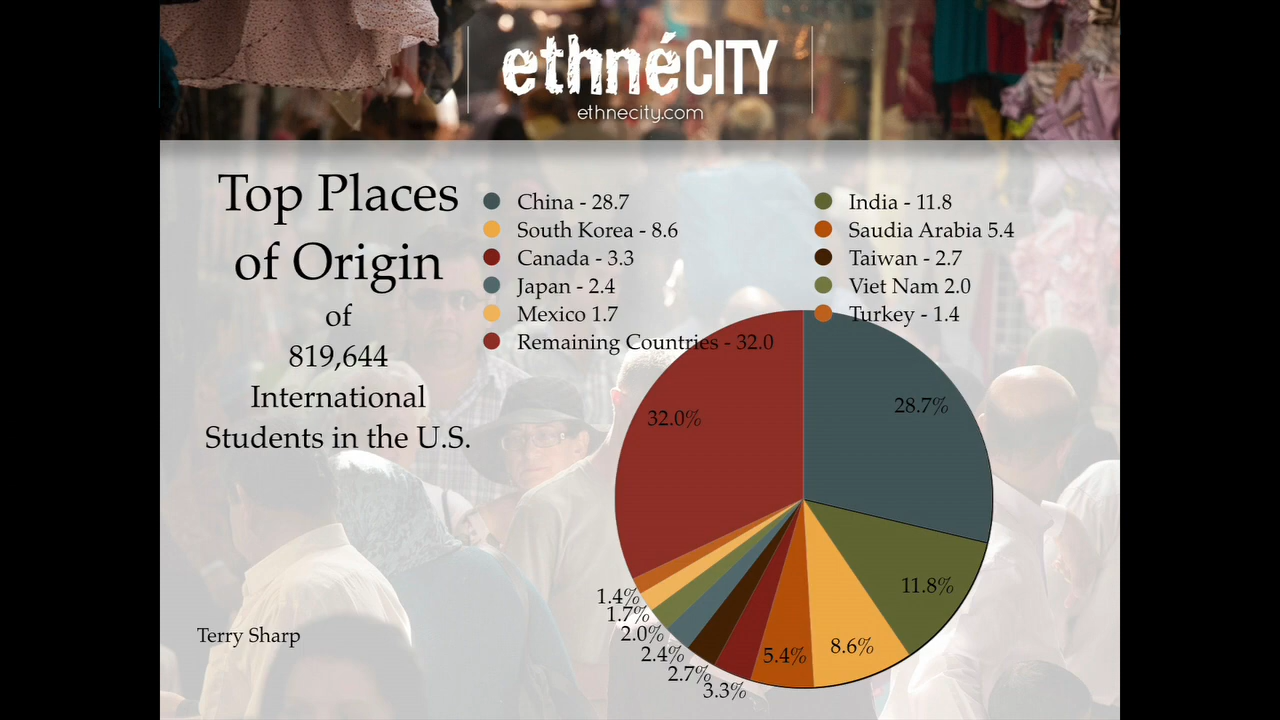 ethnéCITY
ethnecity.com
Top Places
of Origin
of
819,644
International
Students in the U.S.
China - 28.7
India - 11.8
South Korea - 8.6
Saudia Arabia 5.4
Canada - 3.3
Taiwan - 2.7
Japan - 2.4
Viet Nam 2.0
Mexico 1.7
Turkey - 1.4
Remaining Countries - 32.0
28.7%
32.0%
11.8%
1.4%
1.7%
2.0%
8.6%
5.4%
2.4%
2.7%
3.3%
Terry Sharp